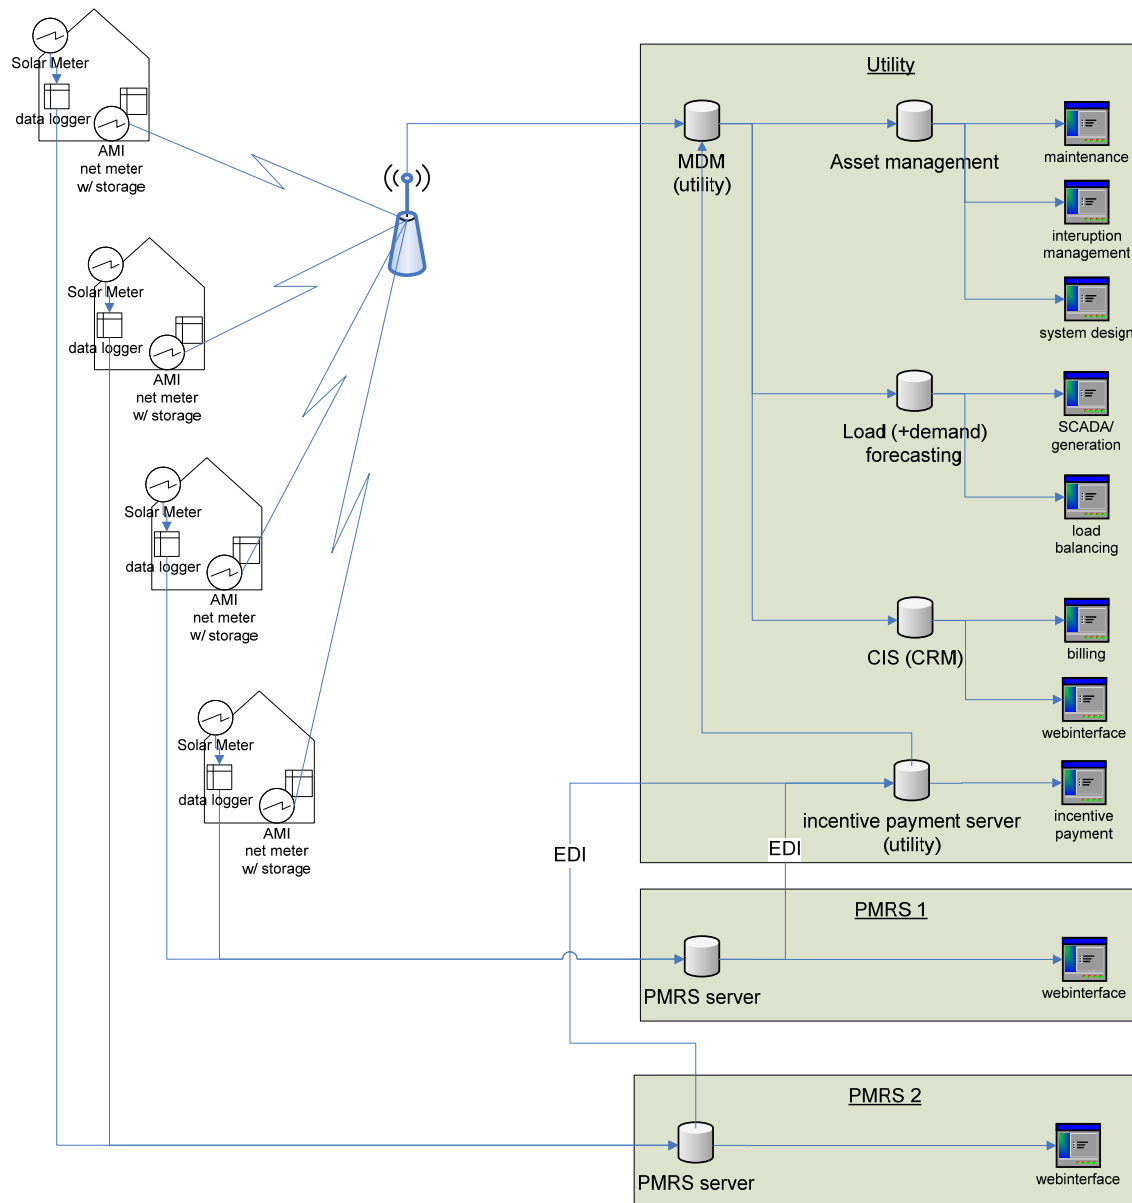 Solar Meter
data logger
AMI
net meter
w/ storage
Solar Meter
data logger
AMI
net meter
w/ storage
Solar Meter
data logger
AMI
net meter
w/ storage
Solar Meter
data logger
AMI
net meter
w/ storage
Utility
MDM
(utility)
Asset management
maintenance
interuption
management
system design
Load (+demand)
forecasting
SCADA/
generation
load
balancing
CIS (CRM)
billing
webinterface
incentive payment server
(utility)
incentive
payment
EDI
EDI
PMRS 1
PMRS server
webinterface
PMRS 2
PMRS server
webinterface